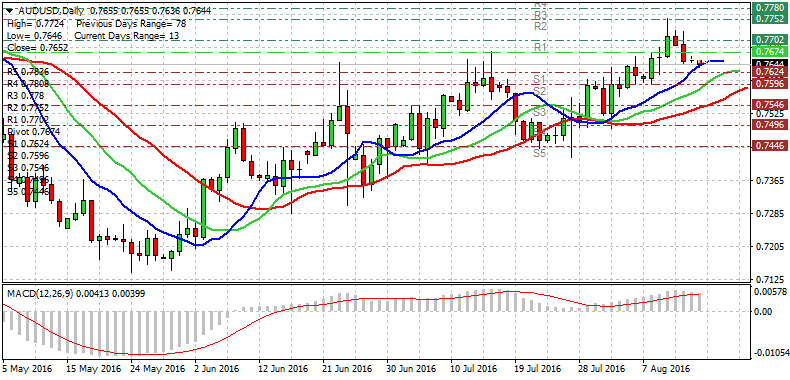 AUDUSD,Daily 0.7655 0.7655 0.7636 0.7644
High= 0.7724 Previous Days Range= 78
Low= 0.7646 Current Days Range= 13
Close= 0.7652
R5 0.7836
R4 0.7808
R3 0.778
R2 0.7752
R1 0.7702
Pivot 0.7674
S1 0.7624
S2 0.7596
S5 0.7446
R4
R3
R2
R1
S1
S2
S3
S5
0.7780
0.7752
0.7702
0.7674
0.7644
0.7624
0.7596
0.7546
0.7525
0.7496
0.7446
0.7365
0.7285
0.7205
0.7125
MACD(12,26,9) 0.00413 0.00399
0.00578
0.00
-0.01054
5 May 2016
15 May 2016
24 May 2016
2 Jun 2016
12 Jun 2016
21 Jun 2016
30 Jun 2016
10 Jul 2016
19 Jul 2016
28 Jul 2016
7 Aug 2016